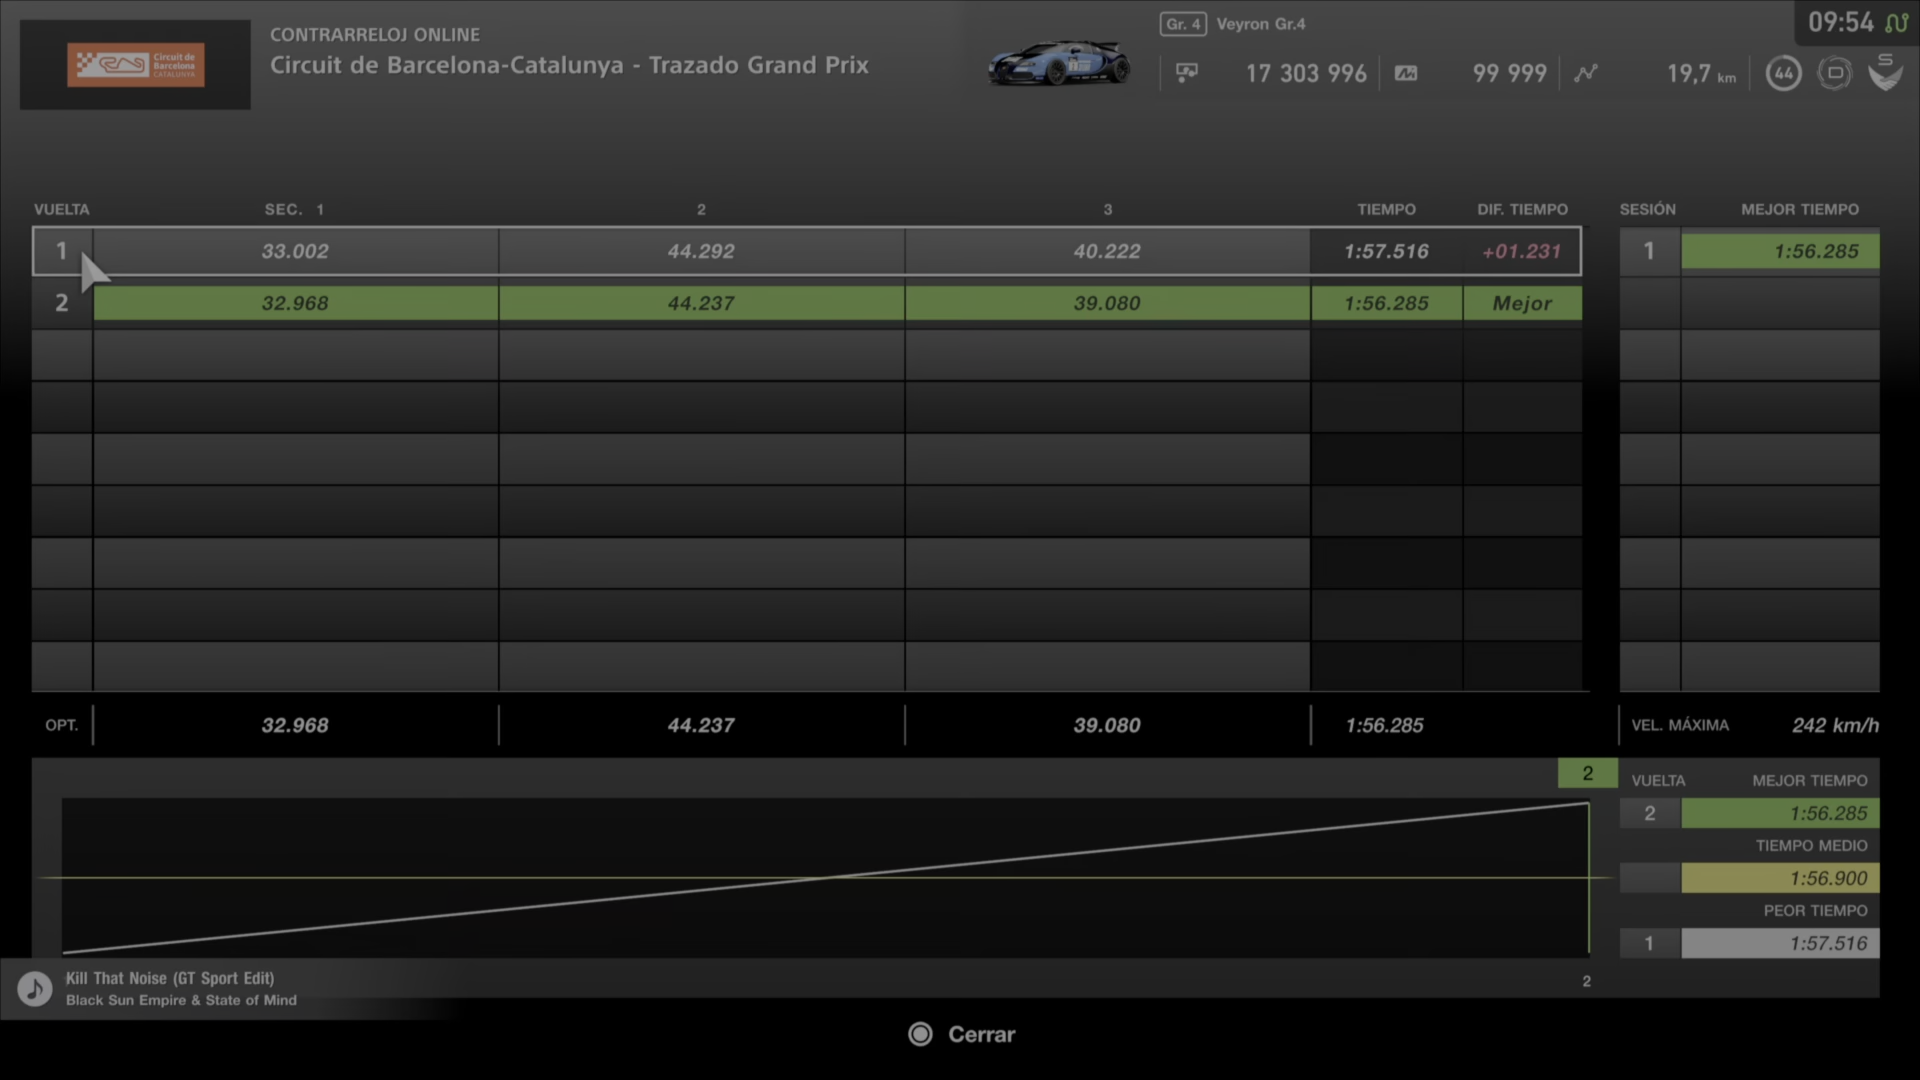 Circuit de
Barcelona
CATALUNYA
CONTRARRELOJ ONLINE
Circuit de Barcelona-Catalunya - Trazado Grand Prix
Gr. 4 Veyron Gr.4
09:54
17 303 996 99 999 19,7 km 44 D S
VUELTA SEC. 1 2 3 TIEMPO DIF. TIEMPO SESIÓN MEJOR TIEMPO
1 33.002 44.292 40.222 1:57.516 +01.231 1 1:56.285
2 32.968 44.237 39.080 1:56.285 Mejor
OPT. 32.968 44.237 39.080 1:56.285 VEL. MÁXIMA 242 km/h
2 VUELTA MEJOR TIEMPO
2 1:56.285
TIEMPO MEDIO
1:56.900
PEOR TIEMPO
1 1:57.516
Kill That Noise (GT Sport Edit)
Black Sun Empire & State of Mind
2
Cerrar